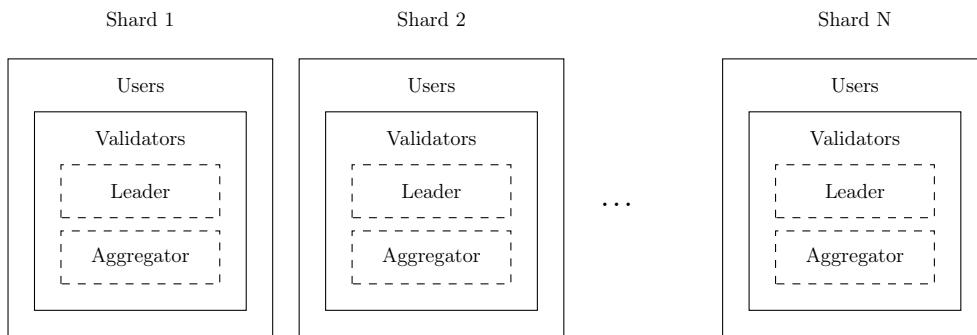 Shard 1
Shard 2
Shard N
Users
Users
Users
Validators
Validators
Validators
Leader
Leader
Leader
...
Aggregator
Aggregator
Aggregator